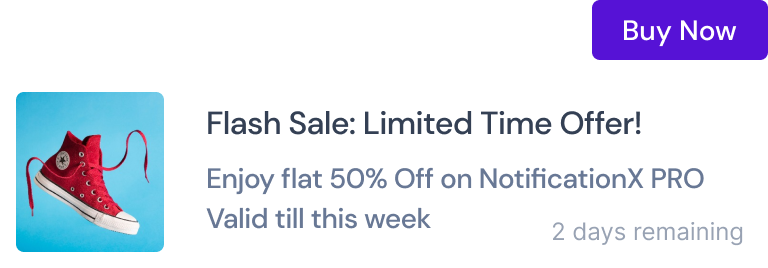 Buy Now
Flash Sale: Limited Time Offer!
Enjoy flat 50% Off on NotificationX PRO
Valid till this week
2 days remaining